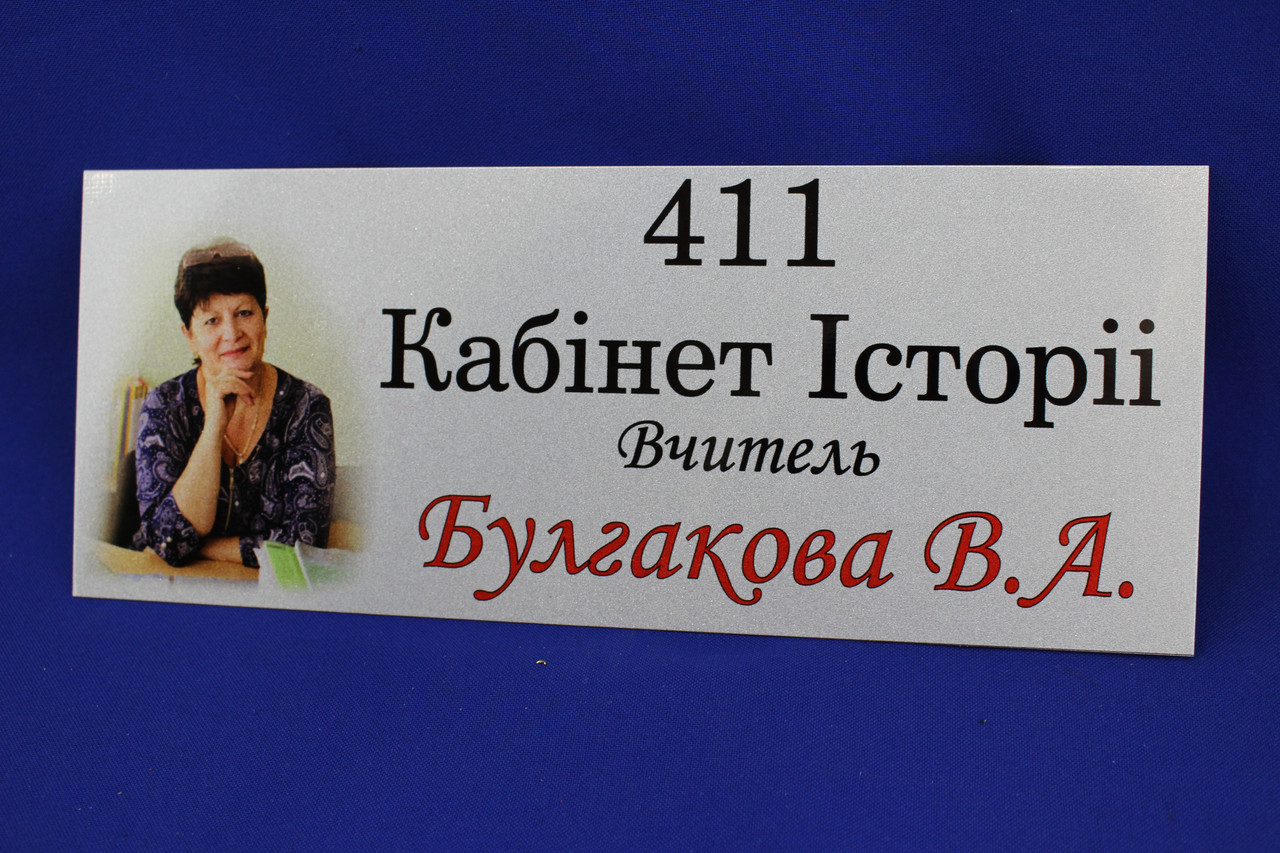 411
Кабінет Історіі
Вчитель
Булгакова В.А.